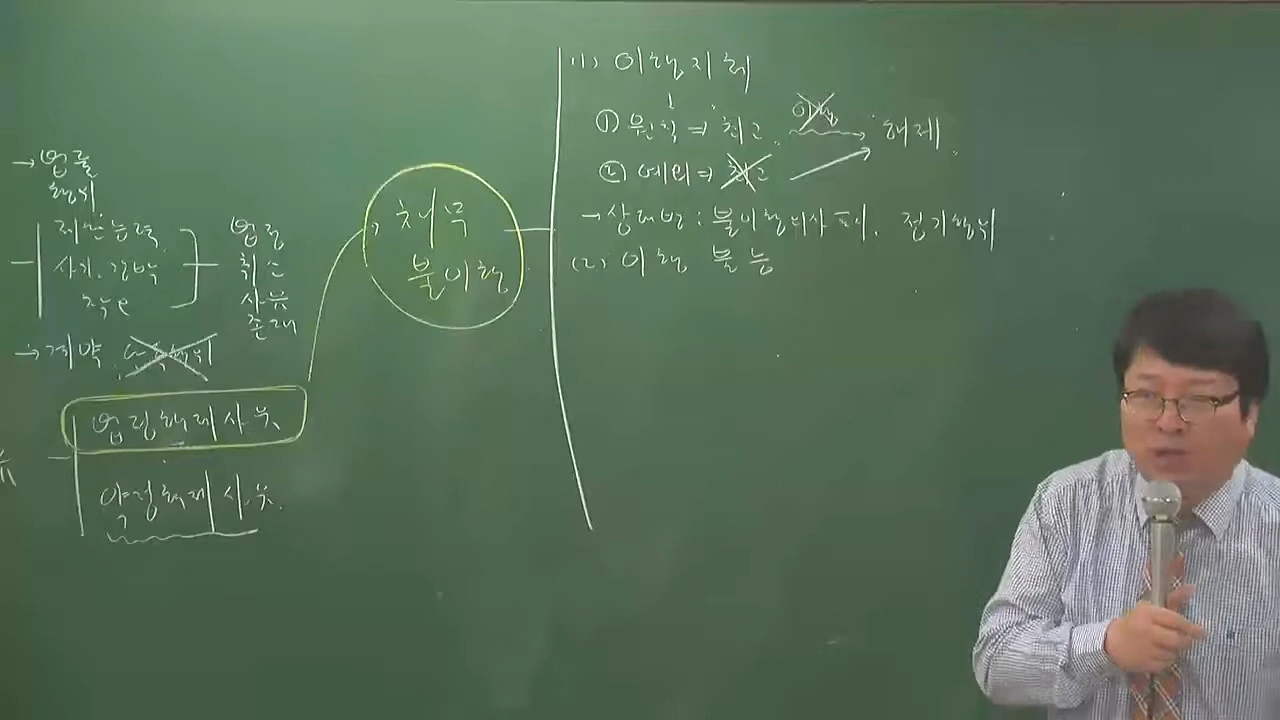 → 법률
행위
제한능력
사기.강박
착오
법정
취소
사유
존재
→ 계약
법정해제사유
약정해제사유
채무
불이행
(1) 이행지체
① 원칙 ⇒ 최고 이행 해제
② 예외 ⇒ 최고
→ 상대방 : 불이행의사표시. 정기행위
(2) 이행 불능